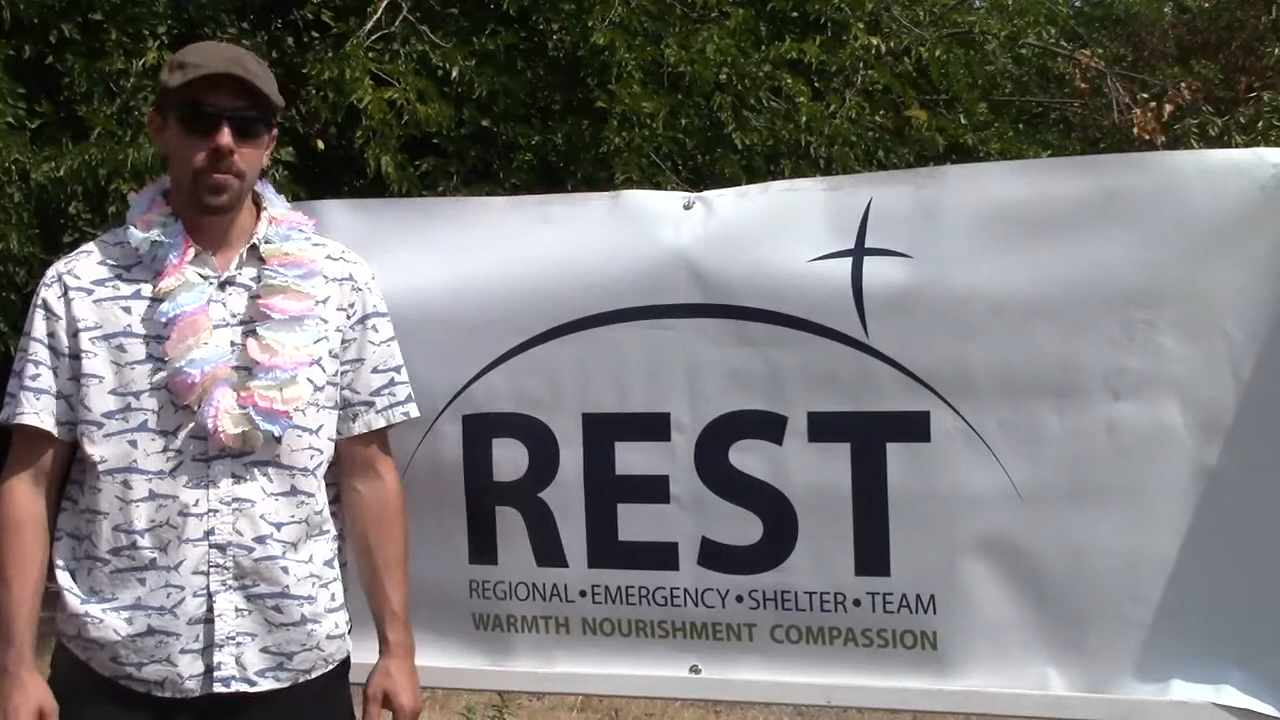 REST
REGIONAL•EMERGENCY•SHELTER•TEAM
WARMTH NOURISHMENT COMPASSION